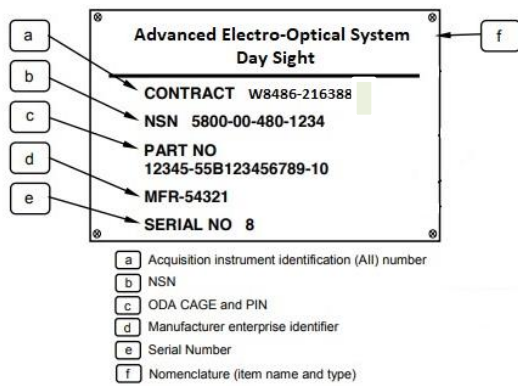 Advanced Electro-Optical System
Day Sight
a
CONTRACT W8486-216388
f
b
NSN 5800-00-480-1234
c
PART NO
12345-55B123456789-10
d
MFR-54321
e
SERIAL NO 8
a Acquisition instrument identification (AII) number
b NSN
c ODA CAGE and PIN
d Manufacturer enterprise identifier
e Serial Number
f Nomenclature (item name and type)